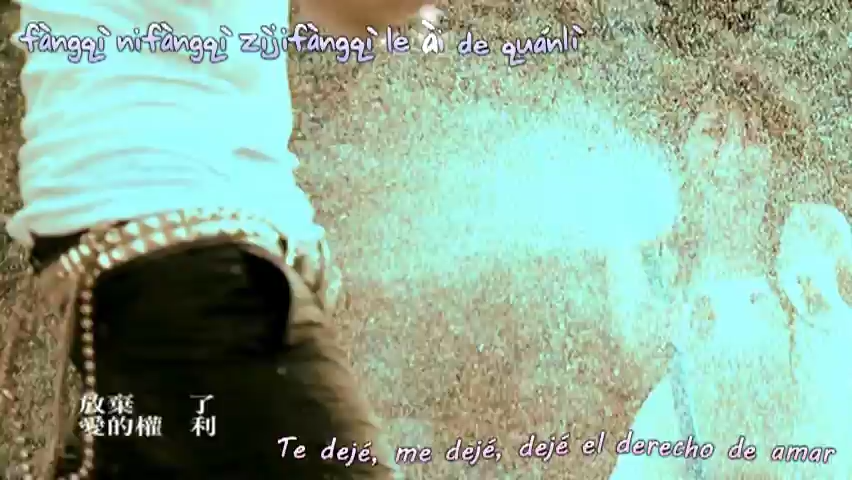 fàngqì nǐfàngqì zìjǐfàngqì le ài de quánlì
放棄 了
愛的權 利
Te dejé, me dejé, dejé el derecho de amar